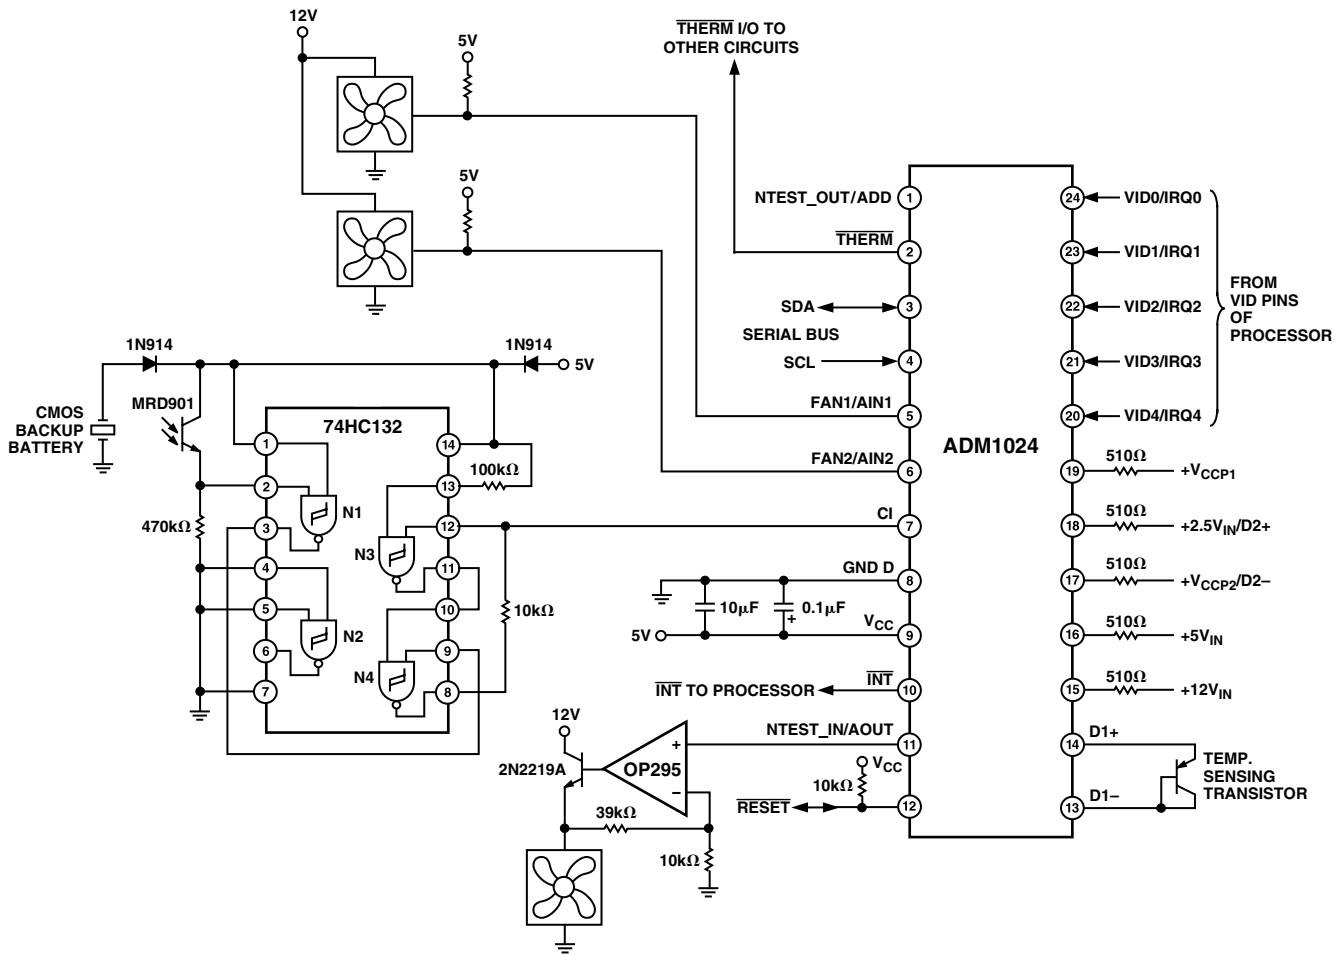 12V
5V
THERM I/O TO
OTHER CIRCUITS
5V
NTEST_OUT/ADD
1
24
VID0/IRQ0
THERM
2
23
VID1/IRQ1
SDA
3
22
VID2/IRQ2
SERIAL BUS
SCL
4
21
VID3/IRQ3
FROM
VID PINS
OF
PROCESSOR
FAN1/AIN1
5
20
VID4/IRQ4
ADM1024
FAN2/AIN2
6
19
510Ω
+VCCP1
CI
7
18
510Ω
+2.5VIN/D2+
GND D
8
17
510Ω
+VCCP2/D2–
10µF
0.1µF
+
5V
VCC
9
16
510Ω
+5VIN
INT TO PROCESSOR
INT
10
15
510Ω
+12VIN
NTEST_IN/AOUT
11
14
D1+
TEMP.
SENSING
TRANSISTOR
VCC
10kΩ
RESET
12
13
D1–
1N914
1N914
5V
CMOS
BACKUP
BATTERY
MRD901
74HC132
1
14
100kΩ
2
13
N1
470kΩ
3
12
N3
4
11
5
10
10kΩ
N2
6
9
N4
7
8
12V
2N2219A
OP295
+
–
39kΩ
10kΩ